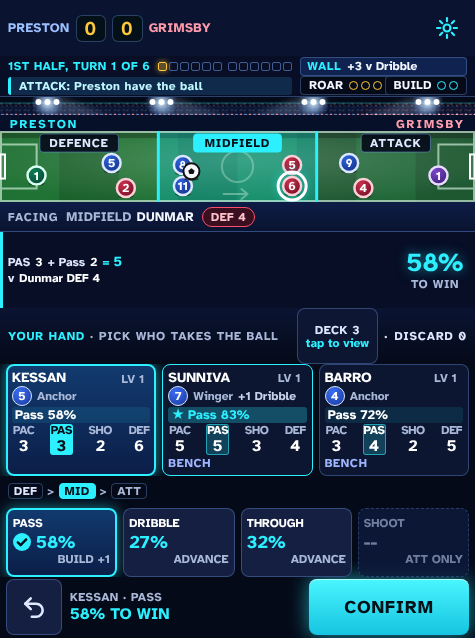 PRESTON 0 0 GRIMSBY
1ST HALF, TURN 1 OF 6
WALL +3 v Dribble
ATTACK: Preston have the ball
ROAR BUILD
PRESTON GRIMSBY
DEFENCE MIDFIELD ATTACK
5 8 5 9
1 1
2 11 6 4
FACING MIDFIELD DUNMAR DEF 4
PAS 3 + Pass 2 = 5
v Dunmar DEF 4
58%
TO WIN
YOUR HAND · PICK WHO TAKES THE BALL
DECK 3
tap to view
· DISCARD 0
KESSAN LV 1
5 Anchor
Pass 58%
PAC PAS SHO DEF
3 3 2 6
SUNNIVA LV 1
7 Winger +1 Dribble
★ Pass 83%
PAC PAS SHO DEF
5 5 3 4
BENCH
BARRO LV 1
4 Anchor
Pass 72%
PAC PAS SHO DEF
3 4 2 5
BENCH
DEF > MID > ATT
PASS
58%
BUILD +1
DRIBBLE
27%
ADVANCE
THROUGH
32%
ADVANCE
SHOOT
--
ATT ONLY
KESSAN · PASS
58% TO WIN
CONFIRM